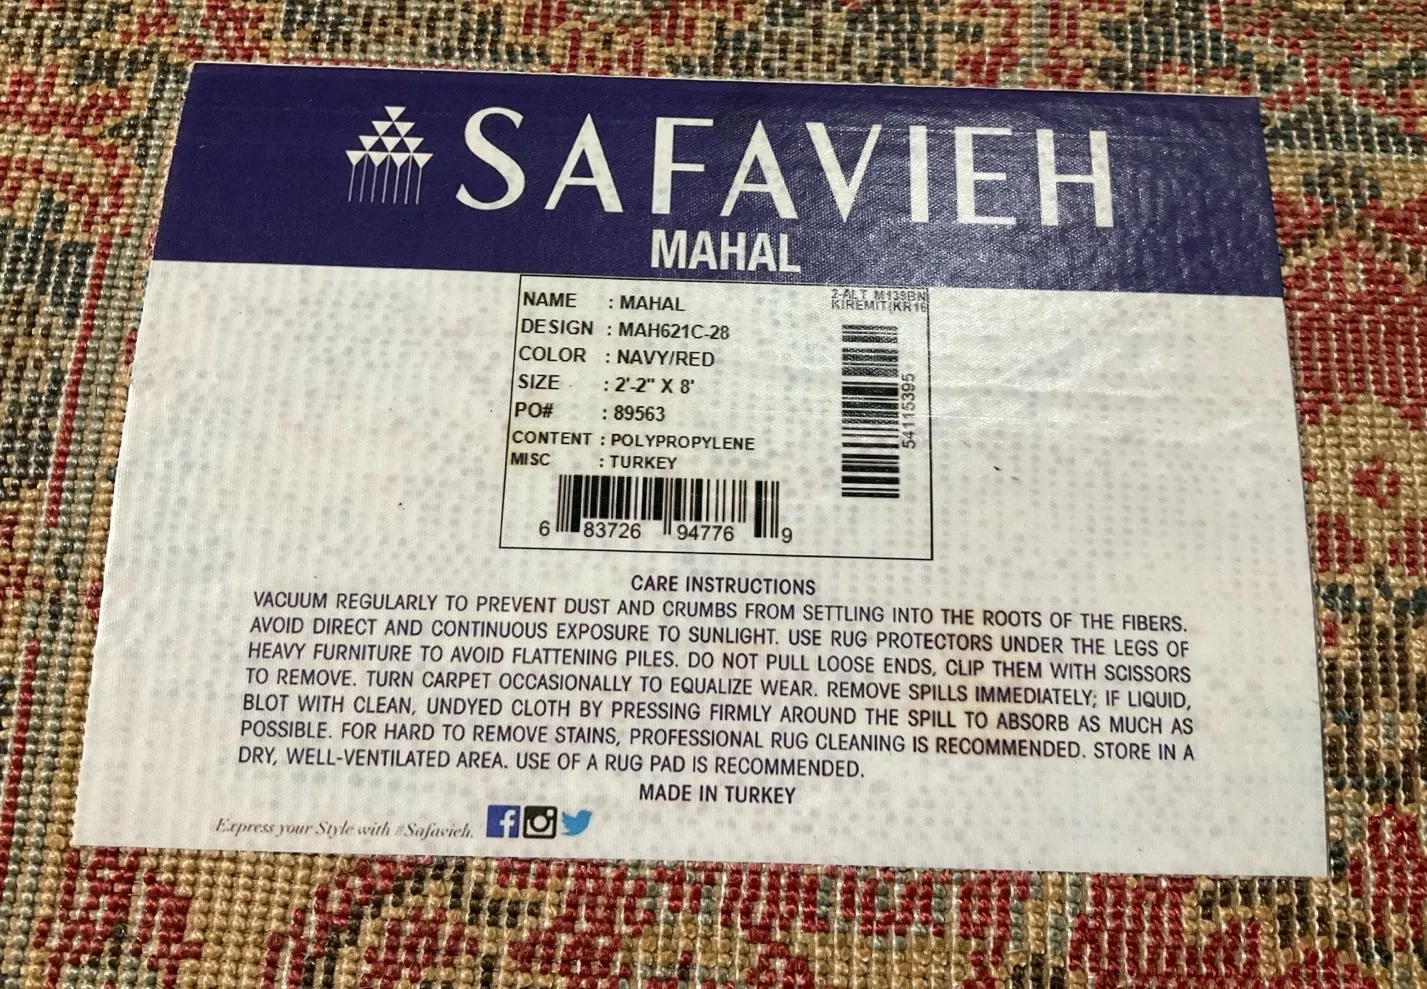 SAFAVIEH
MAHAL
NAME : MAHAL
DESIGN : MAH621C-28
COLOR : NAVY/RED
SIZE : 2'-2" X 8'
PO# : 89563
CONTENT : POLYPROPYLENE
MISC : TURKEY
2-ALT M139BN
KIREMIT(KR16
54115395
6 83726 94776 9
CARE INSTRUCTIONS
VACUUM REGULARLY TO PREVENT DUST AND CRUMBS FROM SETTLING INTO THE ROOTS OF THE FIBERS.
AVOID DIRECT AND CONTINUOUS EXPOSURE TO SUNLIGHT. USE RUG PROTECTORS UNDER THE LEGS OF
HEAVY FURNITURE TO AVOID FLATTENING PILES. DO NOT PULL LOOSE ENDS, CLIP THEM WITH SCISSORS
TO REMOVE. TURN CARPET OCCASIONALLY TO EQUALIZE WEAR. REMOVE SPILLS IMMEDIATELY; IF LIQUID,
BLOT WITH CLEAN, UNDYED CLOTH BY PRESSING FIRMLY AROUND THE SPILL TO ABSORB AS MUCH AS
POSSIBLE. FOR HARD TO REMOVE STAINS, PROFESSIONAL RUG CLEANING IS RECOMMENDED. STORE IN A
DRY, WELL-VENTILATED AREA. USE OF A RUG PAD IS RECOMMENDED.
MADE IN TURKEY
Express your Style with #Safavieh.